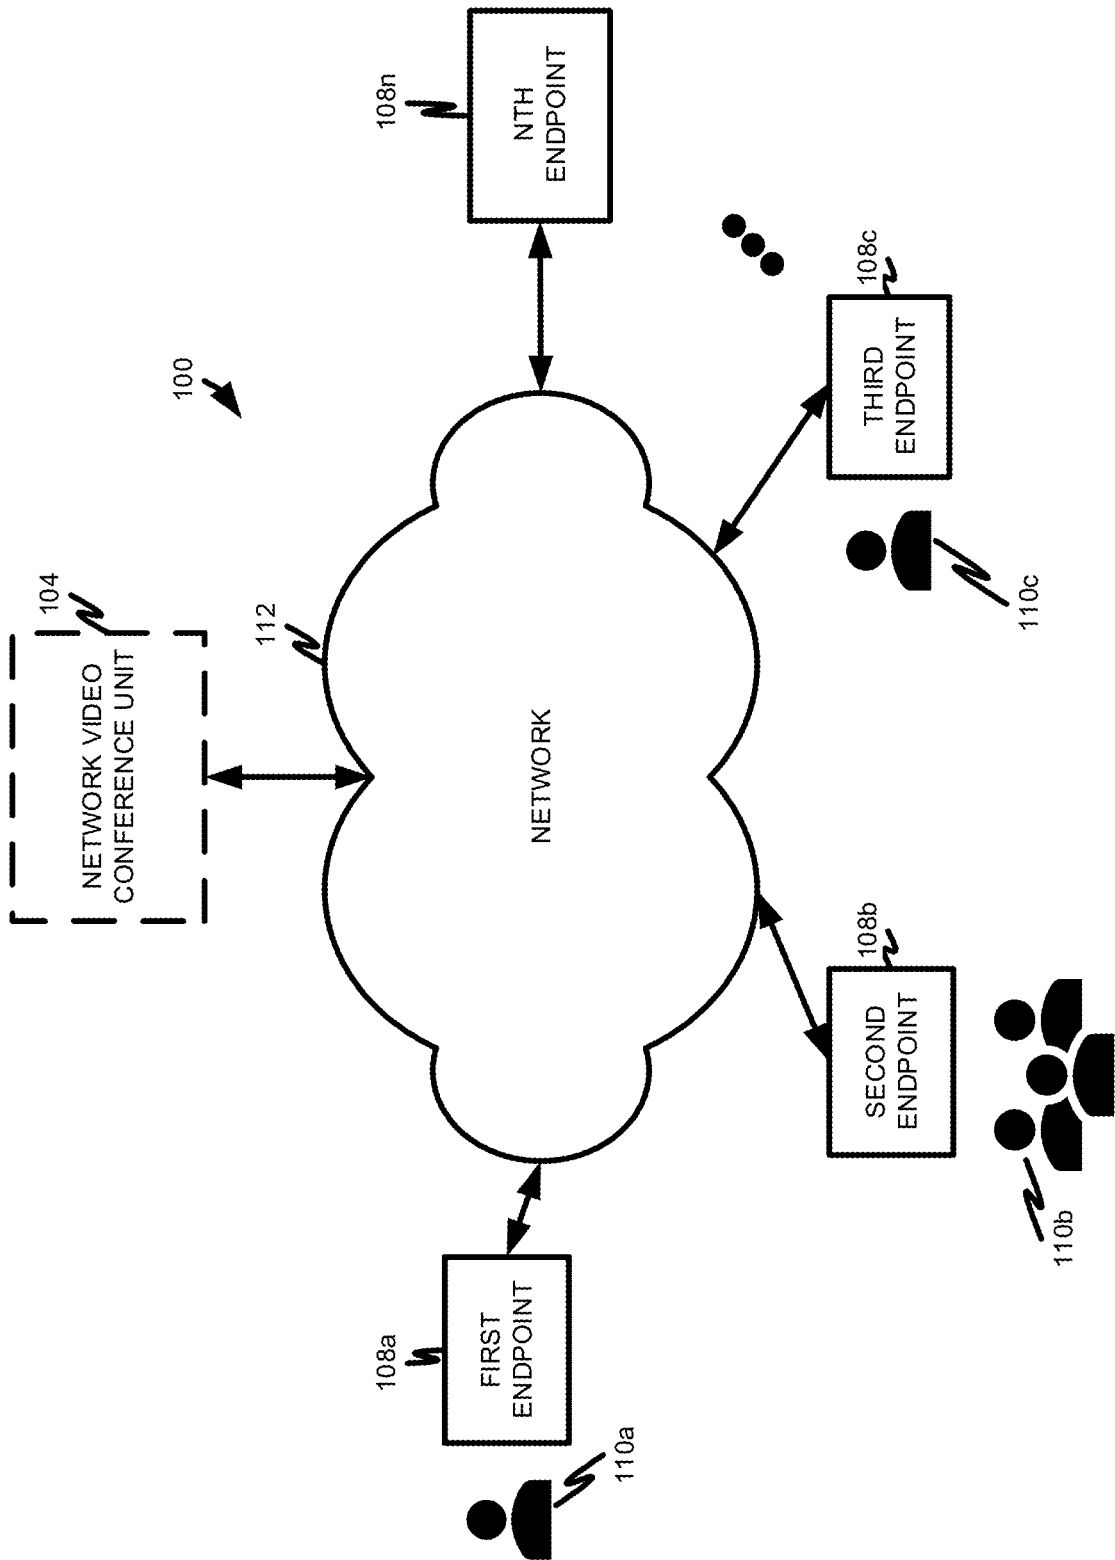 100
NETWORK VIDEO
CONFERENCE UNIT
104
112
NETWORK
108a
FIRST
ENDPOINT
110a
108n
NTH
ENDPOINT
SECOND
ENDPOINT
108b
110b
THIRD
ENDPOINT
108c
110c